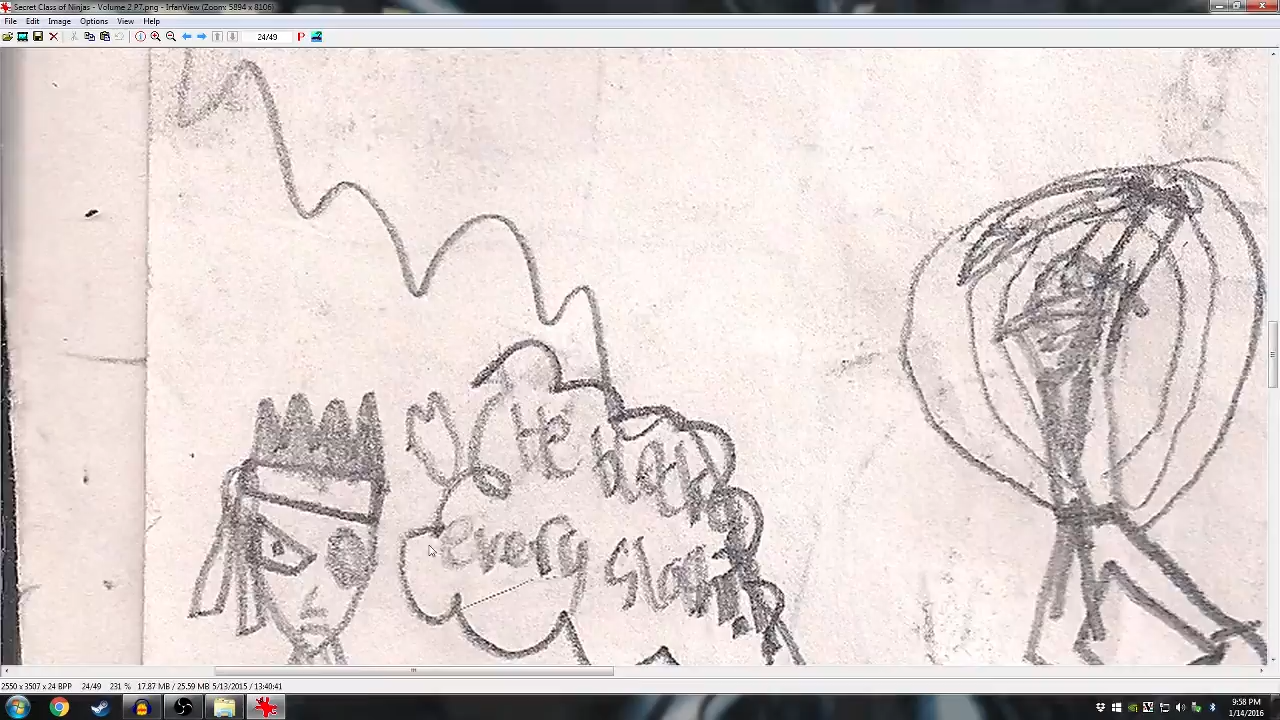 Secret Class of Ninjas - Volume 2 P7.png - IrfanView (Zoom: 5894 x 8106)
File Edit Image Options View Help
24/49
He blocked
every slash
2550 x 3507 x 24 BPP 24/49 231 % 17.87 MB / 25.59 MB 5/13/2015 / 13:40:41
9:58 PM
1/14/2016